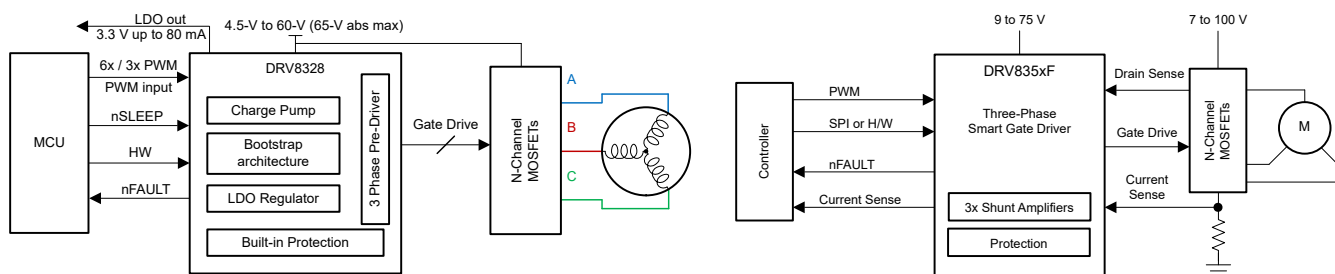 LDO out
3.3 V up to 80 mA
4.5-V to 60-V (65-V abs max)
MCU
6x / 3x PWM
PWM input
nSLEEP
HW
nFAULT
DRV8328
Charge Pump
Bootstrap
architecture
LDO Regulator
Built-in Protection
3 Phase Pre-Driver
Gate Drive
N-Channel
MOSFETs
A
B
C
9 to 75 V
7 to 100 V
Controller
PWM
SPI or H/W
nFAULT
Current Sense
DRV835xF
Three-Phase
Smart Gate Driver
3x Shunt Amplifiers
Protection
Drain Sense
Gate Drive
Current
Sense
N-Channel
MOSFETs
M